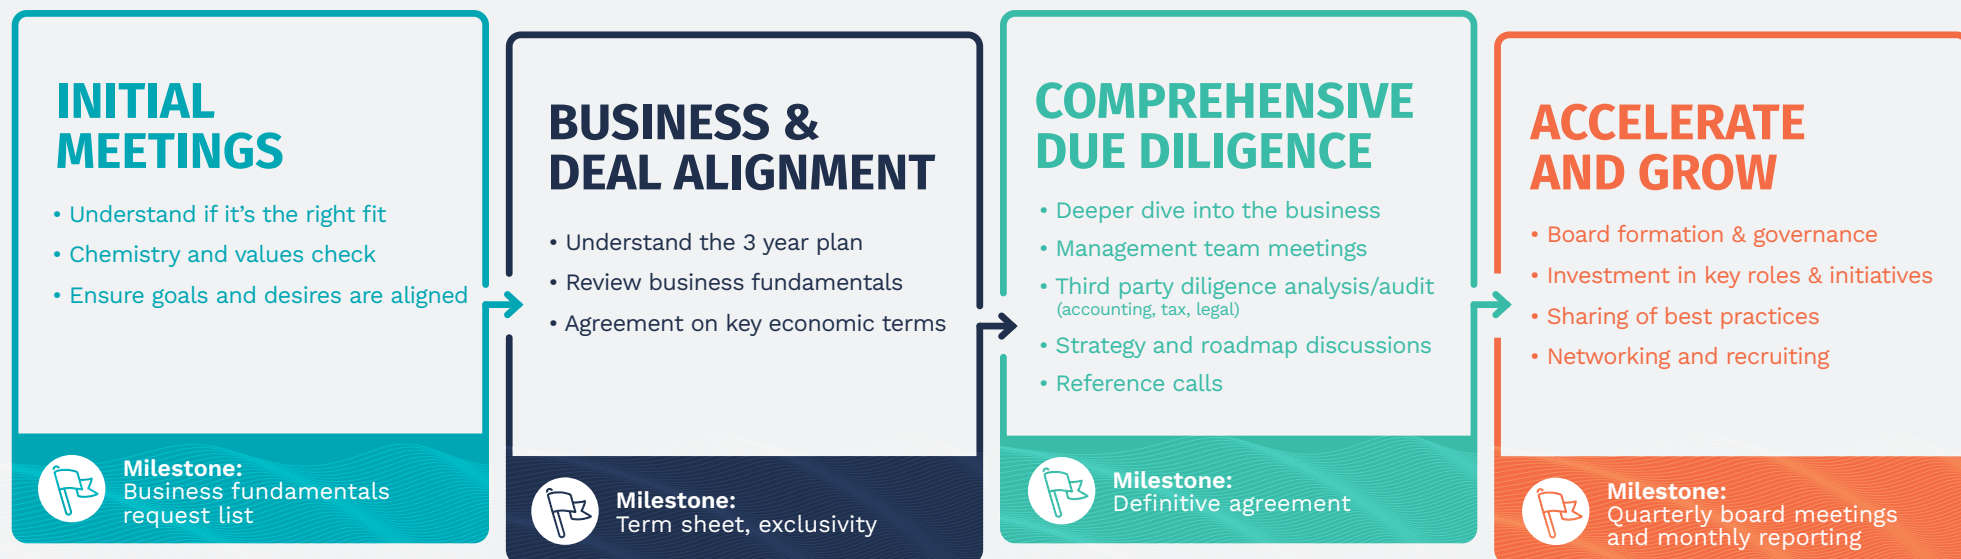 INITIAL
MEETINGS
• Understand if it’s the right fit
• Chemistry and values check
• Ensure goals and desires are aligned
Milestone:
Business fundamentals
request list
BUSINESS &
DEAL ALIGNMENT
• Understand the 3 year plan
• Review business fundamentals
• Agreement on key economic terms
Milestone:
Term sheet, exclusivity
COMPREHENSIVE
DUE DILIGENCE
• Deeper dive into the business
• Management team meetings
• Third party diligence analysis/audit
(accounting, tax, legal)
• Strategy and roadmap discussions
• Reference calls
Milestone:
Definitive agreement
ACCELERATE
AND GROW
• Board formation & governance
• Investment in key roles & initiatives
• Sharing of best practices
• Networking and recruiting
Milestone:
Quarterly board meetings
and monthly reporting